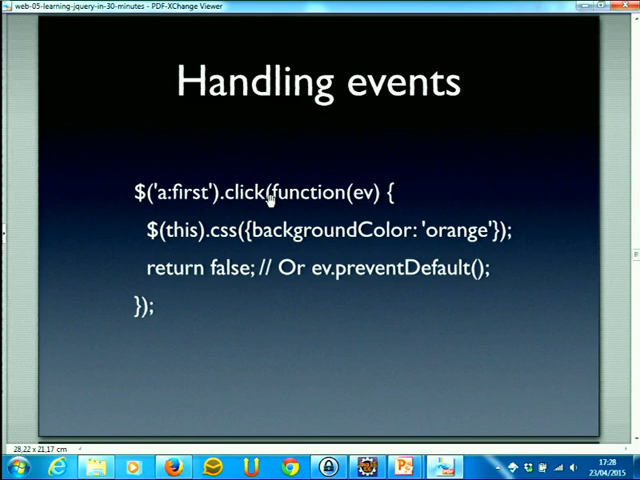 web-05-learning-jquery-in-30-minutes - PDF-XChange Viewer
Handling events
$('a:first').click(function(ev) {
$(this).css({backgroundColor: 'orange'});
return false; // Or ev.preventDefault();
});
28,22 x 21,17 cm
17:28
23/04/2015